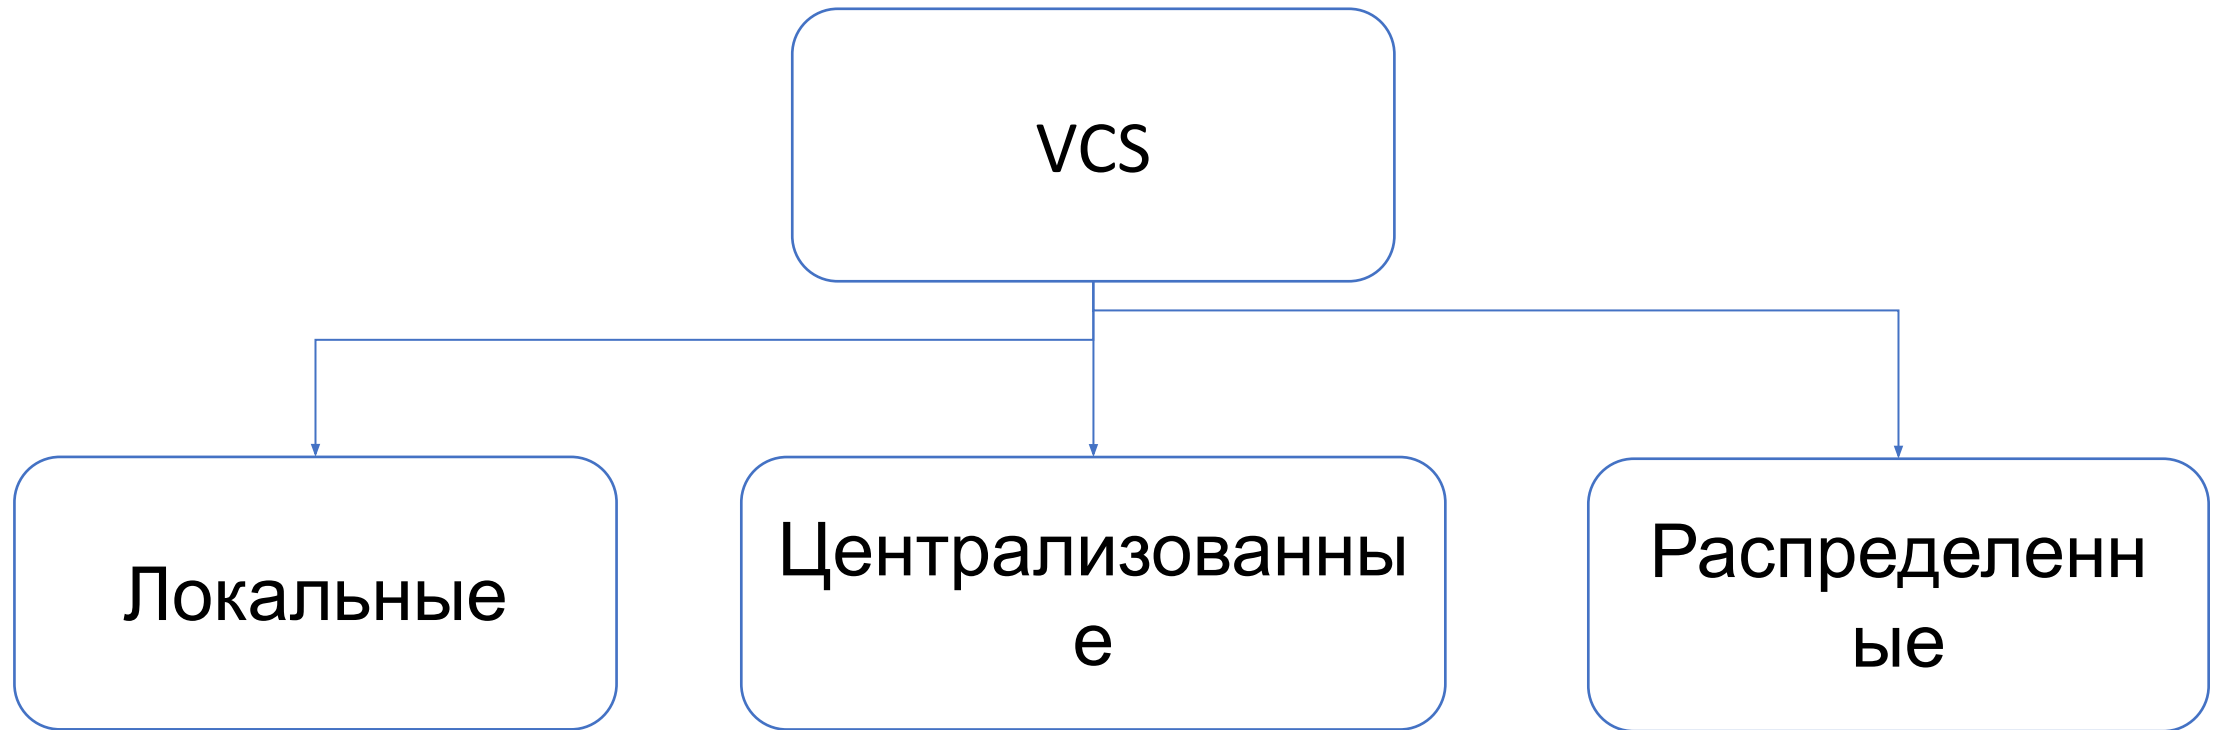 VCS
Локальные
Централизованны
е
Распределенн
ые